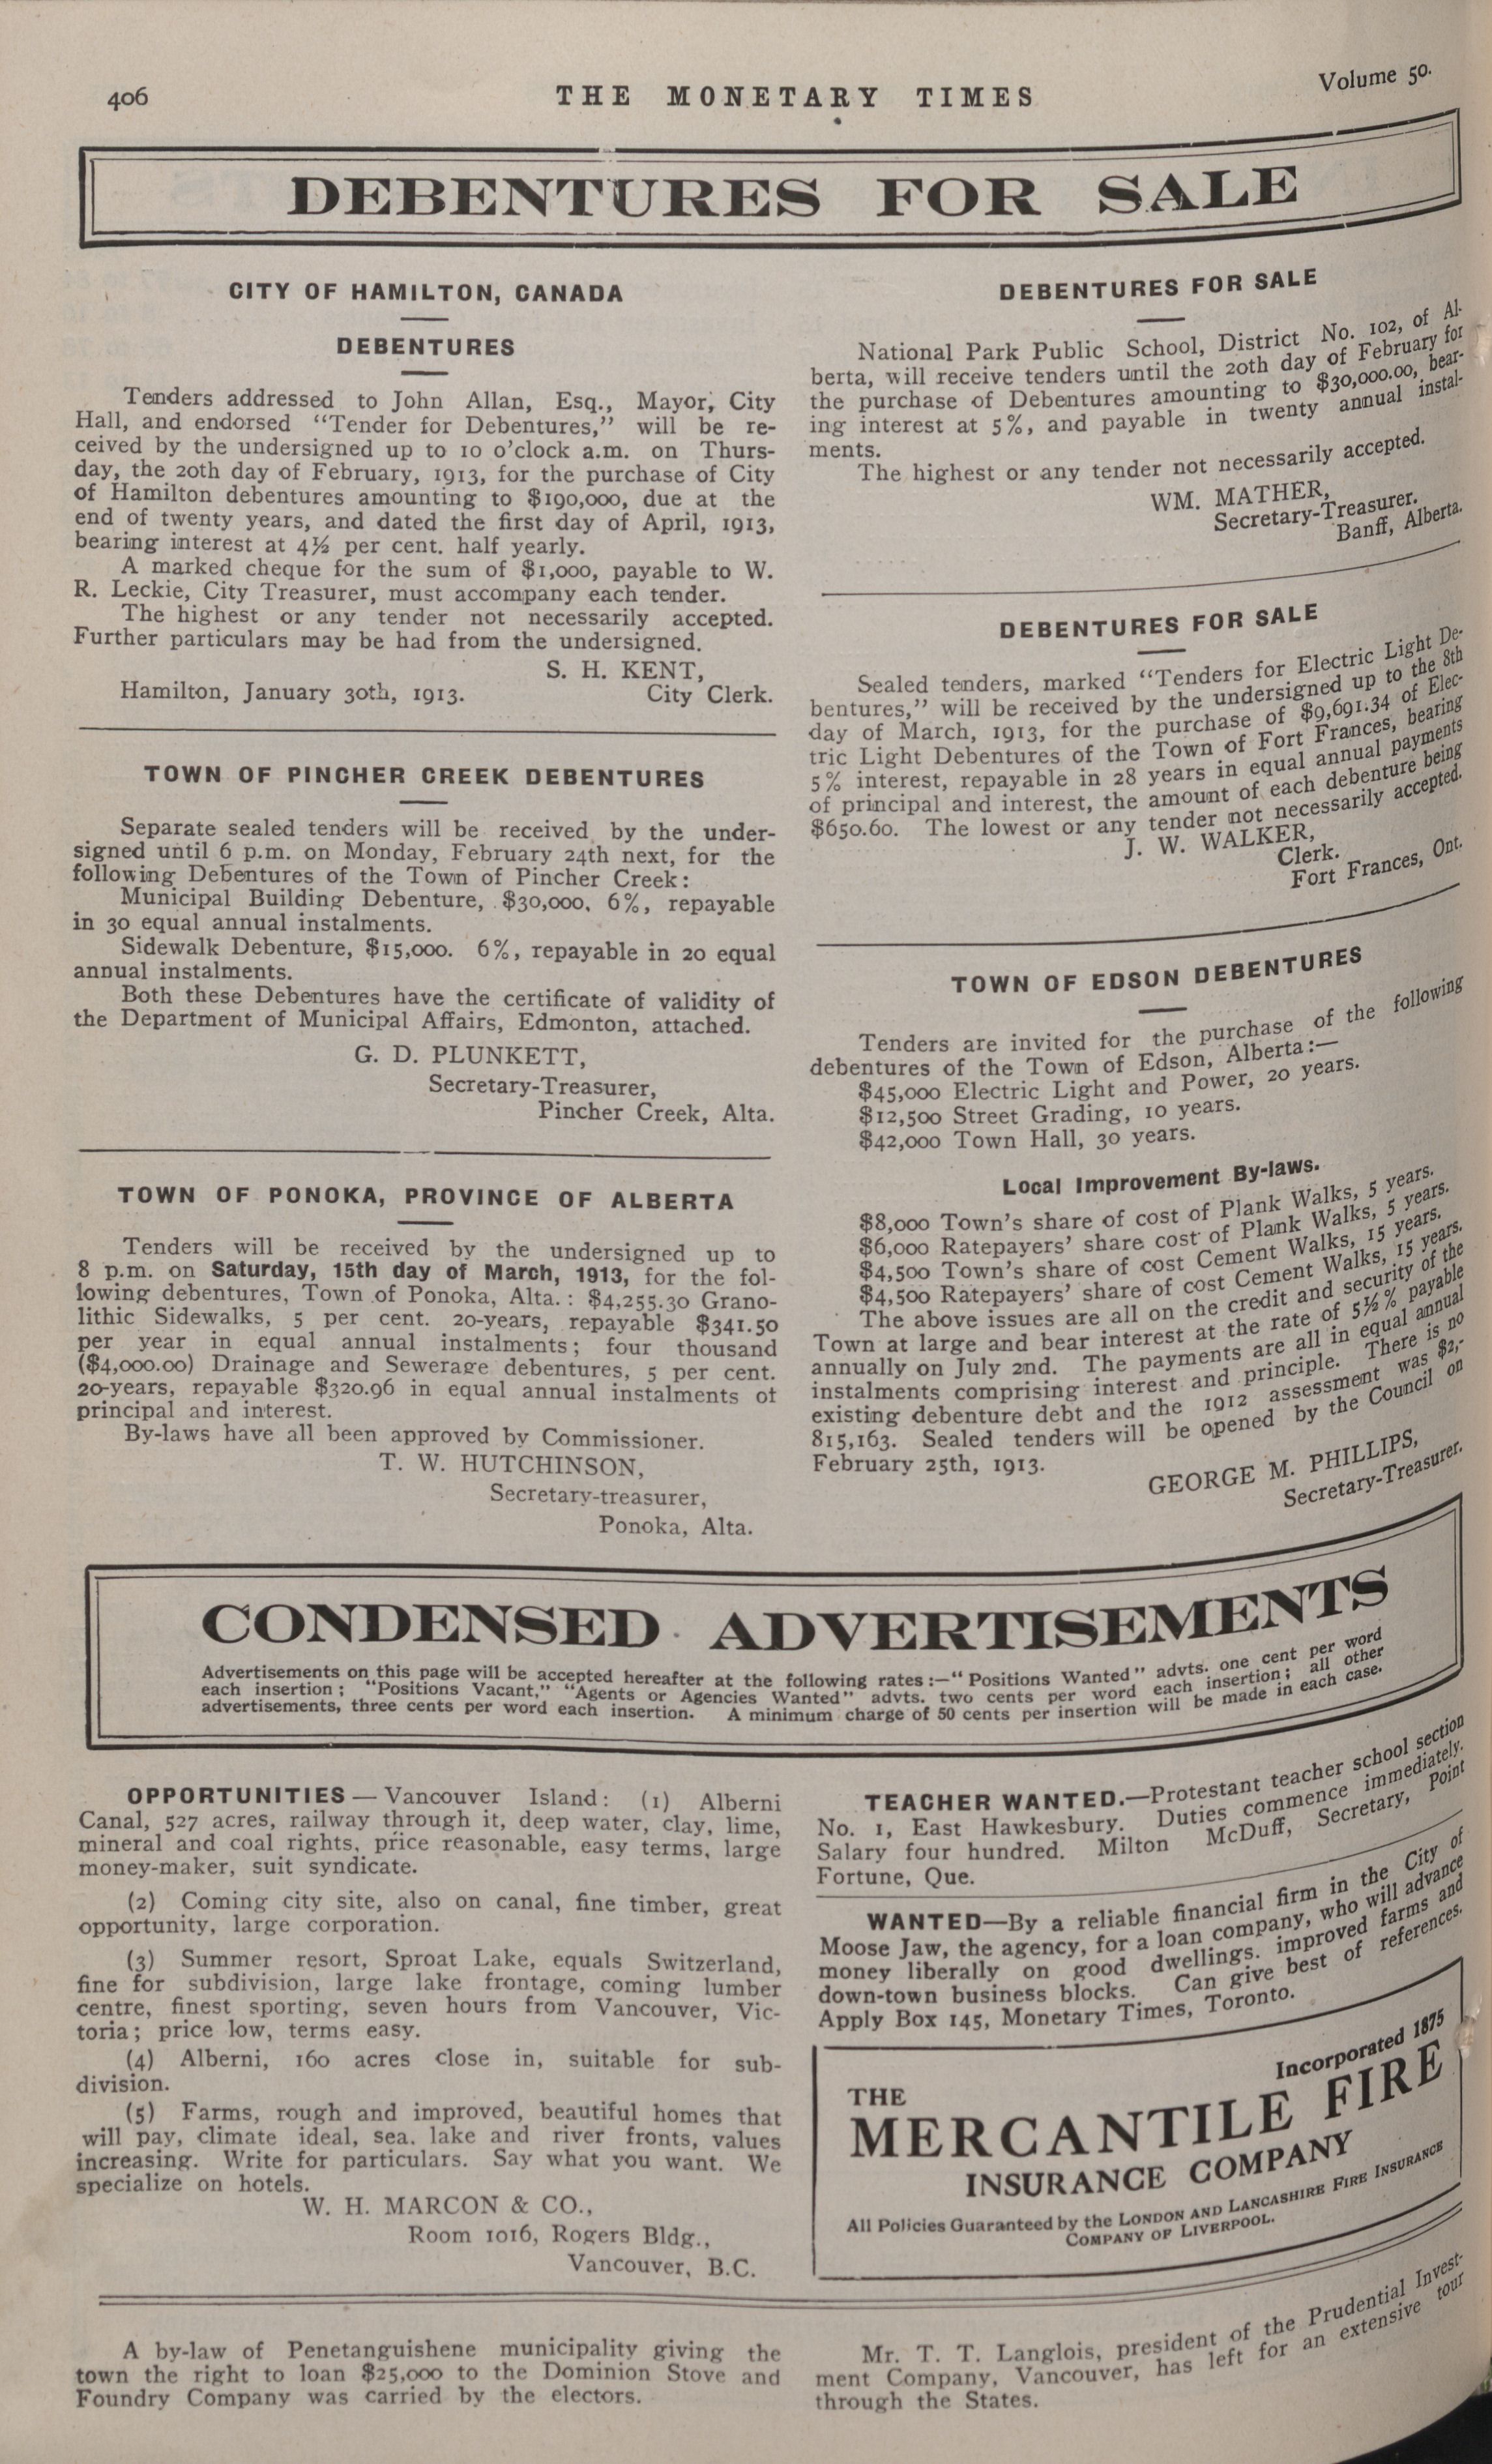 406
THE MONETARY TIMES
Volume 50.
DEBENTURES FOR SALE
CITY OF HAMILTON, CANADA
DEBENTURES
Tenders addressed to John Allan, Esq., Mayor, City
Hall, and endorsed “Tender for Debentures,” will be re-
ceived by the undersigned up to 10 o’clock a.m. on Thurs-
day, the 20th day of February, 1913, for the purchase of City
of Hamilton debentures amounting to $190,000, due at the
end of twenty years, and dated the first day of April, 1913,
bearing interest at 4½ per cent. half yearly.
A marked cheque for the sum of $1,000, payable to W.
R. Leckie, City Treasurer, must accompany each tender.
The highest or any tender not necessarily accepted.
Further particulars may be had from the undersigned.
S. H. KENT,
Hamilton, January 30th, 1913. City Clerk.
TOWN OF PINCHER CREEK DEBENTURES
Separate sealed tenders will be received by the under-
signed until 6 p.m. on Monday, February 24th next, for the
following Debentures of the Town of Pincher Creek:
Municipal Building Debenture, $30,000, 6%, repayable
in 30 equal annual instalments.
Sidewalk Debenture, $15,000. 6%, repayable in 20 equal
annual instalments.
Both these Debentures have the certificate of validity of
the Department of Municipal Affairs, Edmonton, attached.
G. D. PLUNKETT,
Secretary-Treasurer,
Pincher Creek, Alta.
TOWN OF PONOKA, PROVINCE OF ALBERTA
Tenders will be received by the undersigned up to
8 p.m. on Saturday, 15th day of March, 1913, for the fol-
lowing debentures, Town of Ponoka, Alta.: $4,255.30 Grano-
lithic Sidewalks, 5 per cent. 20-years, repayable $341.50
per year in equal annual instalments; four thousand
($4,000.00) Drainage and Sewerage debentures, 5 per cent.
20-years, repayable $320.96 in equal annual instalments of
principal and interest.
By-laws have all been approved by Commissioner.
T. W. HUTCHINSON,
Secretary-treasurer,
Ponoka, Alta.
DEBENTURES FOR SALE
National Park Public School, District No. 102, of Al-
berta, will receive tenders until the 20th day of February for
the purchase of Debentures amounting to $30,000.00, bear-
ing interest at 5%, and payable in twenty annual instal-
ments.
The highest or any tender not necessarily accepted.
WM. MATHER,
Secretary-Treasurer.
Banff, Alberta.
DEBENTURES FOR SALE
Sealed tenders, marked “Tenders for Electric Light De-
bentures,” will be received by the undersigned up to the 8th
day of March, 1913, for the purchase of $9,691.34 of Elec-
tric Light Debentures of the Town of Fort Frances, bearing
5% interest, repayable in 28 years in equal annual payments
of principal and interest, the amount of each debenture being
$650.60. The lowest or any tender not necessarily accepted.
J. W. WALKER,
Clerk.
Fort Frances, Ont.
TOWN OF EDSON DEBENTURES
Tenders are invited for the purchase of the following
debentures of the Town of Edson, Alberta:—
$45,000 Electric Light and Power, 20 years.
$12,500 Street Grading, 10 years.
$42,000 Town Hall, 30 years.
Local Improvement By-laws.
$8,000 Town’s share of cost of Plank Walks, 5 years.
$6,000 Ratepayers’ share cost of Plank Walks, 5 years.
$4,500 Town’s share of cost Cement Walks, 15 years.
$4,500 Ratepayers’ share of cost Cement Walks, 15 years.
The above issues are all on the credit and security of the
Town at large and bear interest at the rate of 5½% payable
annually on July 2nd. The payments are all in equal annual
instalments comprising interest and principle. There is no
existing debenture debt and the 1912 assessment was $2,-
815,163. Sealed tenders will be opened by the Council on
February 25th, 1913.
GEORGE M. PHILLIPS,
Secretary-Treasurer.
CONDENSED ADVERTISEMENTS
Advertisements on this page will be accepted hereafter at the following rates:—“Positions Wanted” advts. one cent per word
each insertion; “Positions Vacant,” “Agents or Agencies Wanted” advts. two cents per word each insertion; all other
advertisements, three cents per word each insertion. A minimum charge of 50 cents per insertion will be made in each case.
OPPORTUNITIES — Vancouver Island: (1) Alberni
Canal, 527 acres, railway through it, deep water, clay, lime,
mineral and coal rights, price reasonable, easy terms, large
money-maker, suit syndicate.
(2) Coming city site, also on canal, fine timber, great
opportunity, large corporation.
(3) Summer resort, Sproat Lake, equals Switzerland,
fine for subdivision, large lake frontage, coming lumber
centre, finest sporting, seven hours from Vancouver, Vic-
toria; price low, terms easy.
(4) Alberni, 160 acres close in, suitable for sub-
division.
(5) Farms, rough and improved, beautiful homes that
will pay, climate ideal, sea. lake and river fronts, values
increasing. Write for particulars. Say what you want. We
specialize on hotels.
W. H. MARCON & CO.,
Room 1016, Rogers Bldg.,
Vancouver, B.C.
TEACHER WANTED.—Protestant teacher school section
No. 1, East Hawkesbury. Duties commence immediately.
Salary four hundred. Milton McDuff, Secretary, Point
Fortune, Que.
WANTED—By a reliable financial firm in the City of
Moose Jaw, the agency, for a loan company, who will advance
money liberally on good dwellings. improved farms and
down-town business blocks. Can give best of references.
Apply Box 145, Monetary Times, Toronto.
Incorporated 1875
THE
MERCANTILE FIRE
INSURANCE COMPANY
All Policies Guaranteed by the LONDON AND LANCASHIRE FIRE INSURANCE
COMPANY OF LIVERPOOL.
A by-law of Penetanguishene municipality giving the
town the right to loan $25,000 to the Dominion Stove and
Foundry Company was carried by the electors.
Mr. T. T. Langlois, president of the Prudential Invest-
ment Company, Vancouver, has left for an extensive tour
through the States.